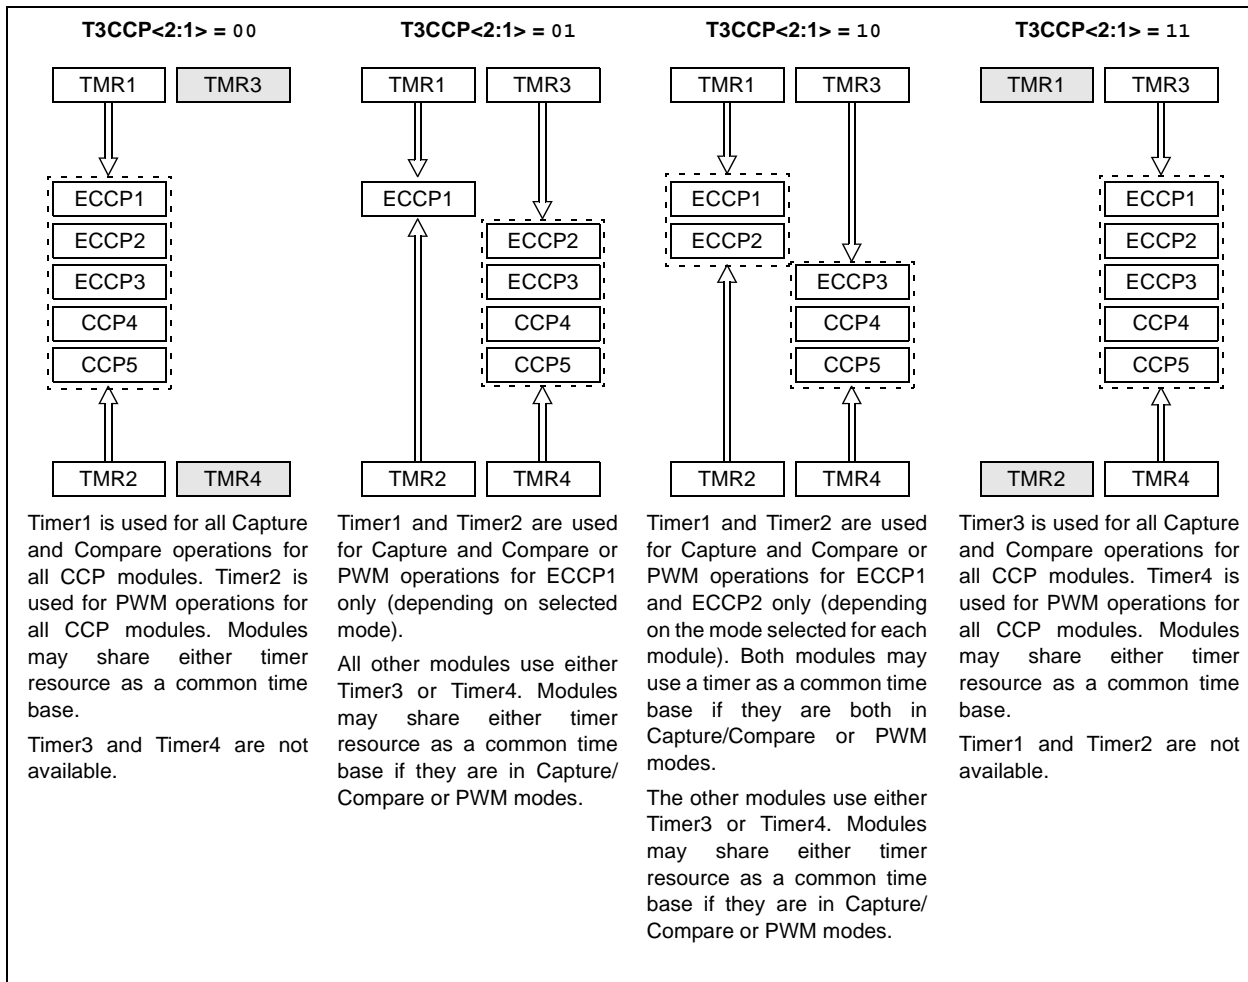 T3CCP<2:1> = 00
TMR1 TMR3
ECCP1
ECCP2
ECCP3
CCP4
CCP5
TMR2 TMR4
Timer1 is used for all Capture
and Compare operations for
all CCP modules. Timer2 is
used for PWM operations for
all CCP modules. Modules
may share either timer
resource as a common time
base.
Timer3 and Timer4 are not
available.
T3CCP<2:1> = 01
TMR1 TMR3
ECCP1
ECCP2
ECCP3
CCP4
CCP5
TMR2 TMR4
Timer1 and Timer2 are used
for Capture and Compare or
PWM operations for ECCP1
only (depending on selected
mode).
All other modules use either
Timer3 or Timer4. Modules
may share either timer
resource as a common time
base if they are in Capture/
Compare or PWM modes.
T3CCP<2:1> = 10
TMR1 TMR3
ECCP1
ECCP2
ECCP3
CCP4
CCP5
TMR2 TMR4
Timer1 and Timer2 are used
for Capture and Compare or
PWM operations for ECCP1
and ECCP2 only (depending
on the mode selected for each
module). Both modules may
use a timer as a common time
base if they are both in
Capture/Compare or PWM
modes.
The other modules use either
Timer3 or Timer4. Modules
may share either timer
resource as a common time
base if they are in Capture/
Compare or PWM modes.
T3CCP<2:1> = 11
TMR1 TMR3
ECCP1
ECCP2
ECCP3
CCP4
CCP5
TMR2 TMR4
Timer3 is used for all Capture
and Compare operations for
all CCP modules. Timer4 is
used for PWM operations for
all CCP modules. Modules
may share either timer
resource as a common time
base.
Timer1 and Timer2 are not
available.